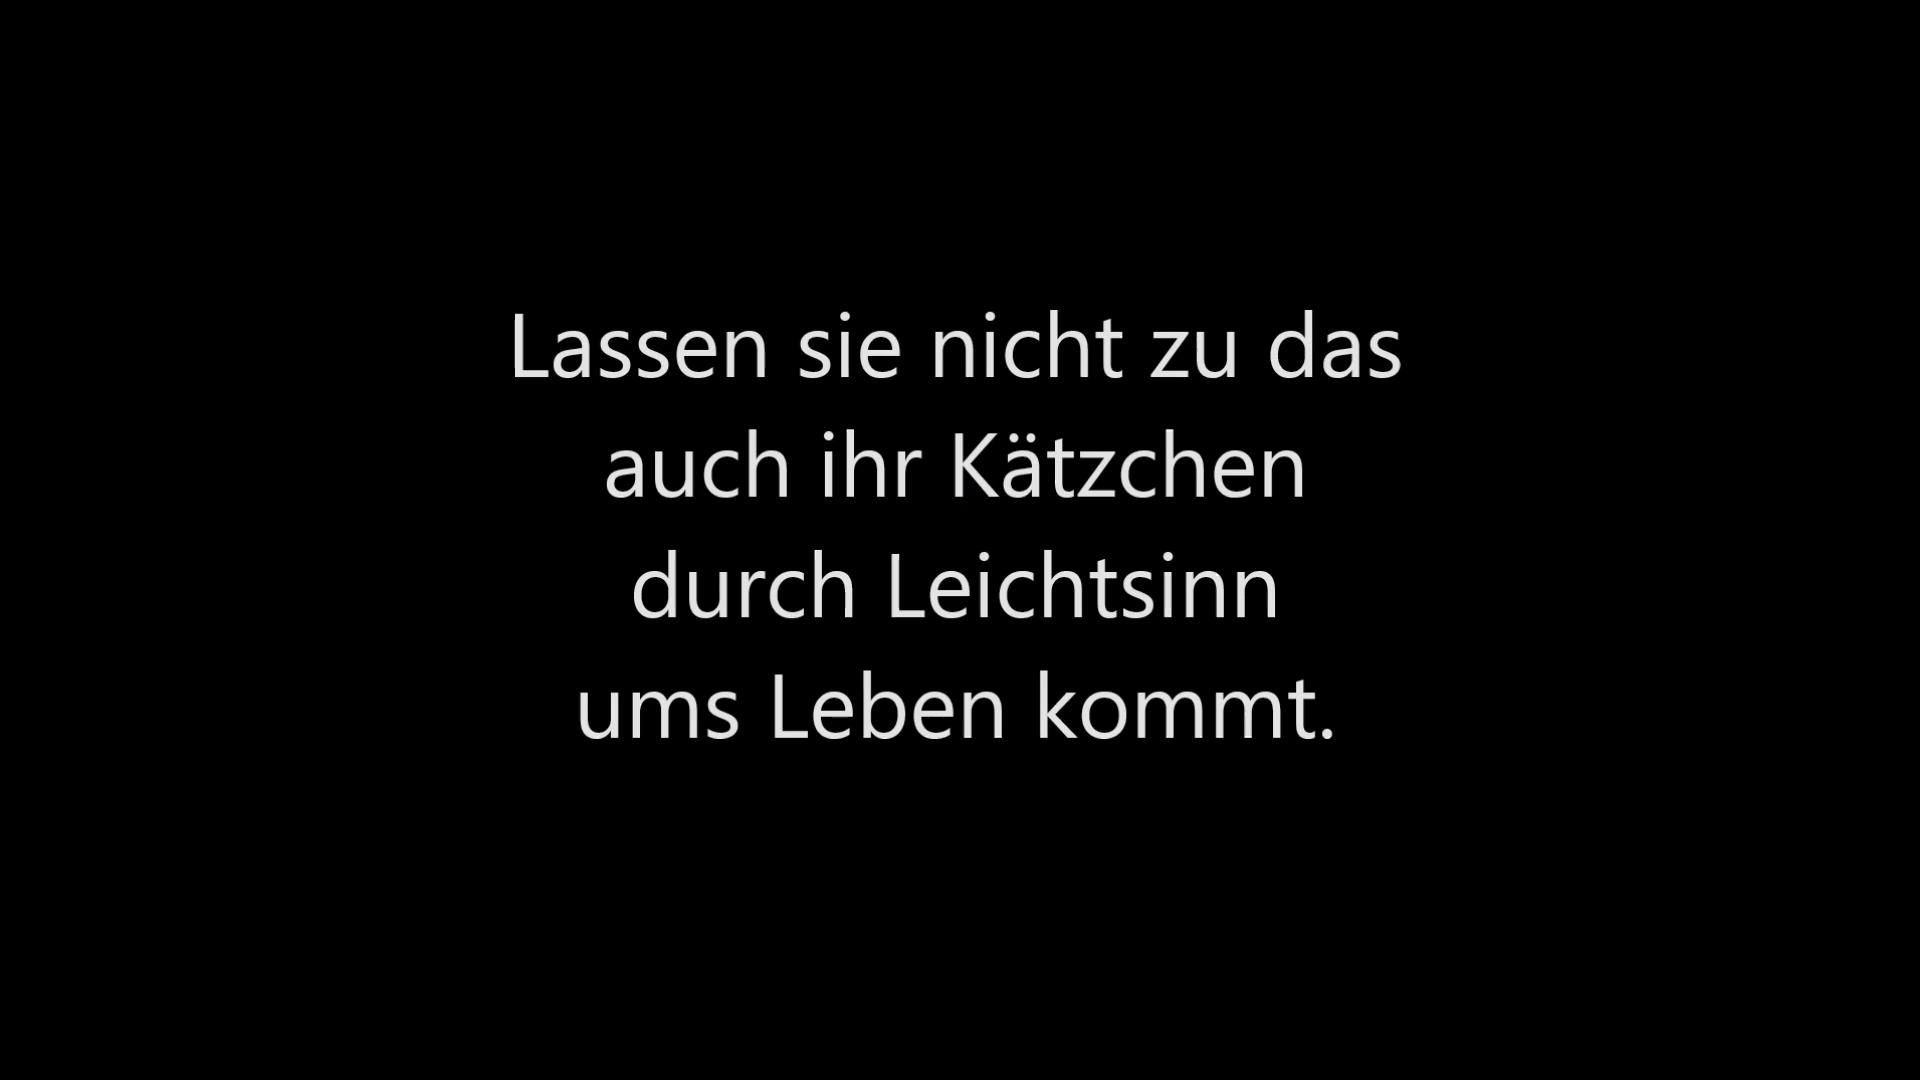 Lassen sie nicht zu das
auch ihr Kätzchen
durch Leichtsinn
ums Leben kommt.